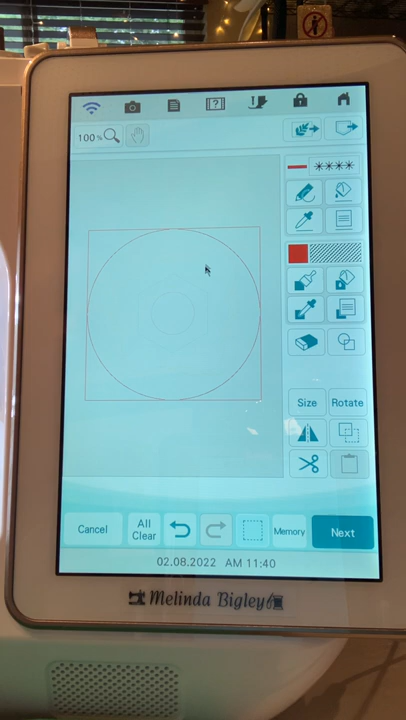 100%
Size
Rotate
Cancel
All
Clear
Memory
Next
02.08.2022 AM 11:40
Melinda Bigley